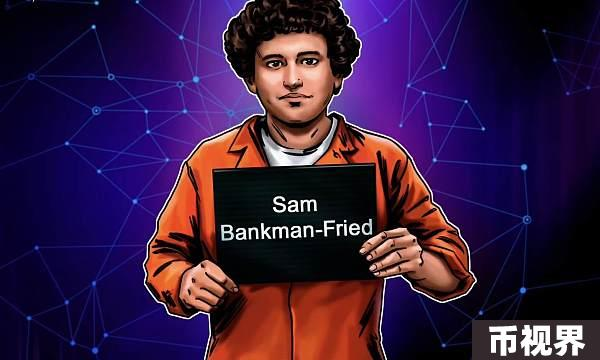 Sam
Bankman-Fried
币视界